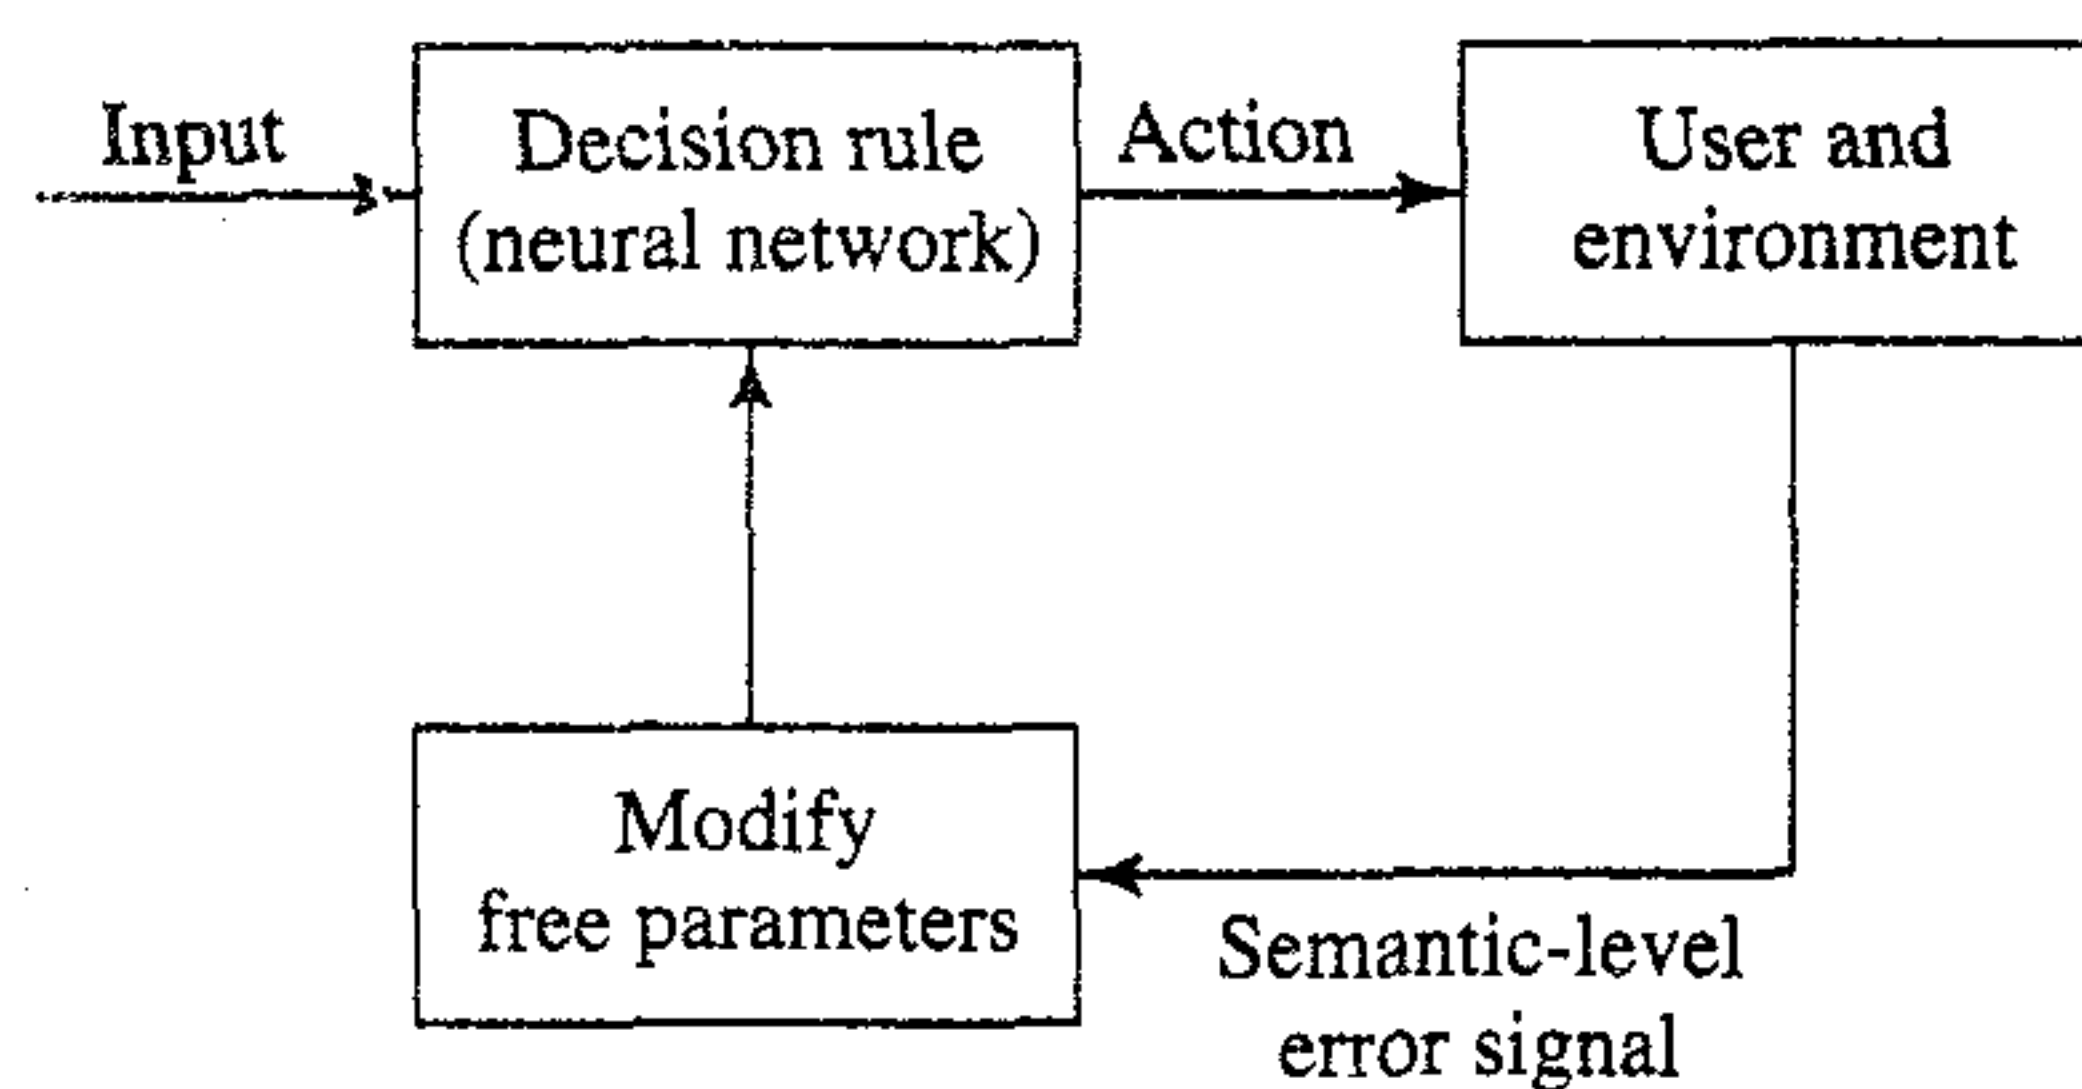 Input
Decision rule
(neural network)
Action
User and
environment
Modify
free parameters
Semantic-level
error signal